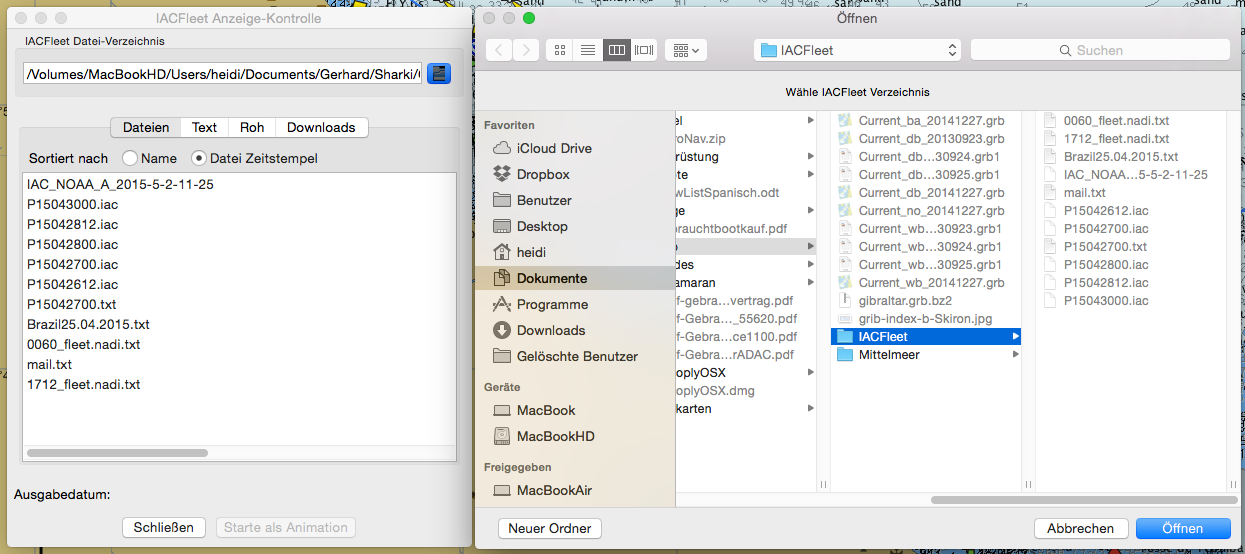 IACFleet Anzeige-Kontrolle
IACFleet Datei-Verzeichnis
/Volumes/MacBookHD/Users/heidi/Documents/Gerhard/Sharki/
Dateien Text Roh Downloads
Sortiert nach Name Datei Zeitstempel
IAC_NOAA_A_2015-5-2-11-25
P15043000.iac
P15042812.iac
P15042800.iac
P15042700.iac
P15042612.iac
P15042700.txt
Brazil25.04.2015.txt
0060_fleet.nadi.txt
mail.txt
1712_fleet.nadi.txt
Ausgabedatum:
Schließen Starte als Animation
Öffnen
IACFleet
Suchen
Wähle IACFleet Verzeichnis
Favoriten
iCloud Drive
Dropbox
Benutzer
Desktop
heidi
Dokumente
Programme
Downloads
Gelöschte Benutzer
Geräte
MacBook
MacBookHD
Freigegeben
MacBookAir
el
roNav.zip
rüstung
ote
wListSpanisch.odt
ge
brauchtbootkauf.pdf
des
amaran
f-gebra...vertrag.pdf
f-Gebra..._55620.pdf
f-Gebra...ce1100.pdf
f-Gebra...rADAC.pdf
oplyOSX
oplyOSX.dmg
karten
Current_ba_20141227.grb
Current_db_20130923.grb
Current_db...30924.grb1
Current_db...30925.grb1
Current_db_20141227.grb
Current_no_20141227.grb
Current_wb...30923.grb1
Current_wb...30924.grb1
Current_wb...30925.grb1
Current_wb_20141227.grb
gibraltar.grb.bz2
grib-index-b-Skiron.jpg
IACFleet
Mittelmeer
0060_fleet.nadi.txt
1712_fleet.nadi.txt
Brazil25.04.2015.txt
IAC_NOAA...5-5-2-11-25
mail.txt
P15042612.iac
P15042700.iac
P15042700.txt
P15042800.iac
P15042812.iac
P15043000.iac
Neuer Ordner
Abbrechen Öffnen